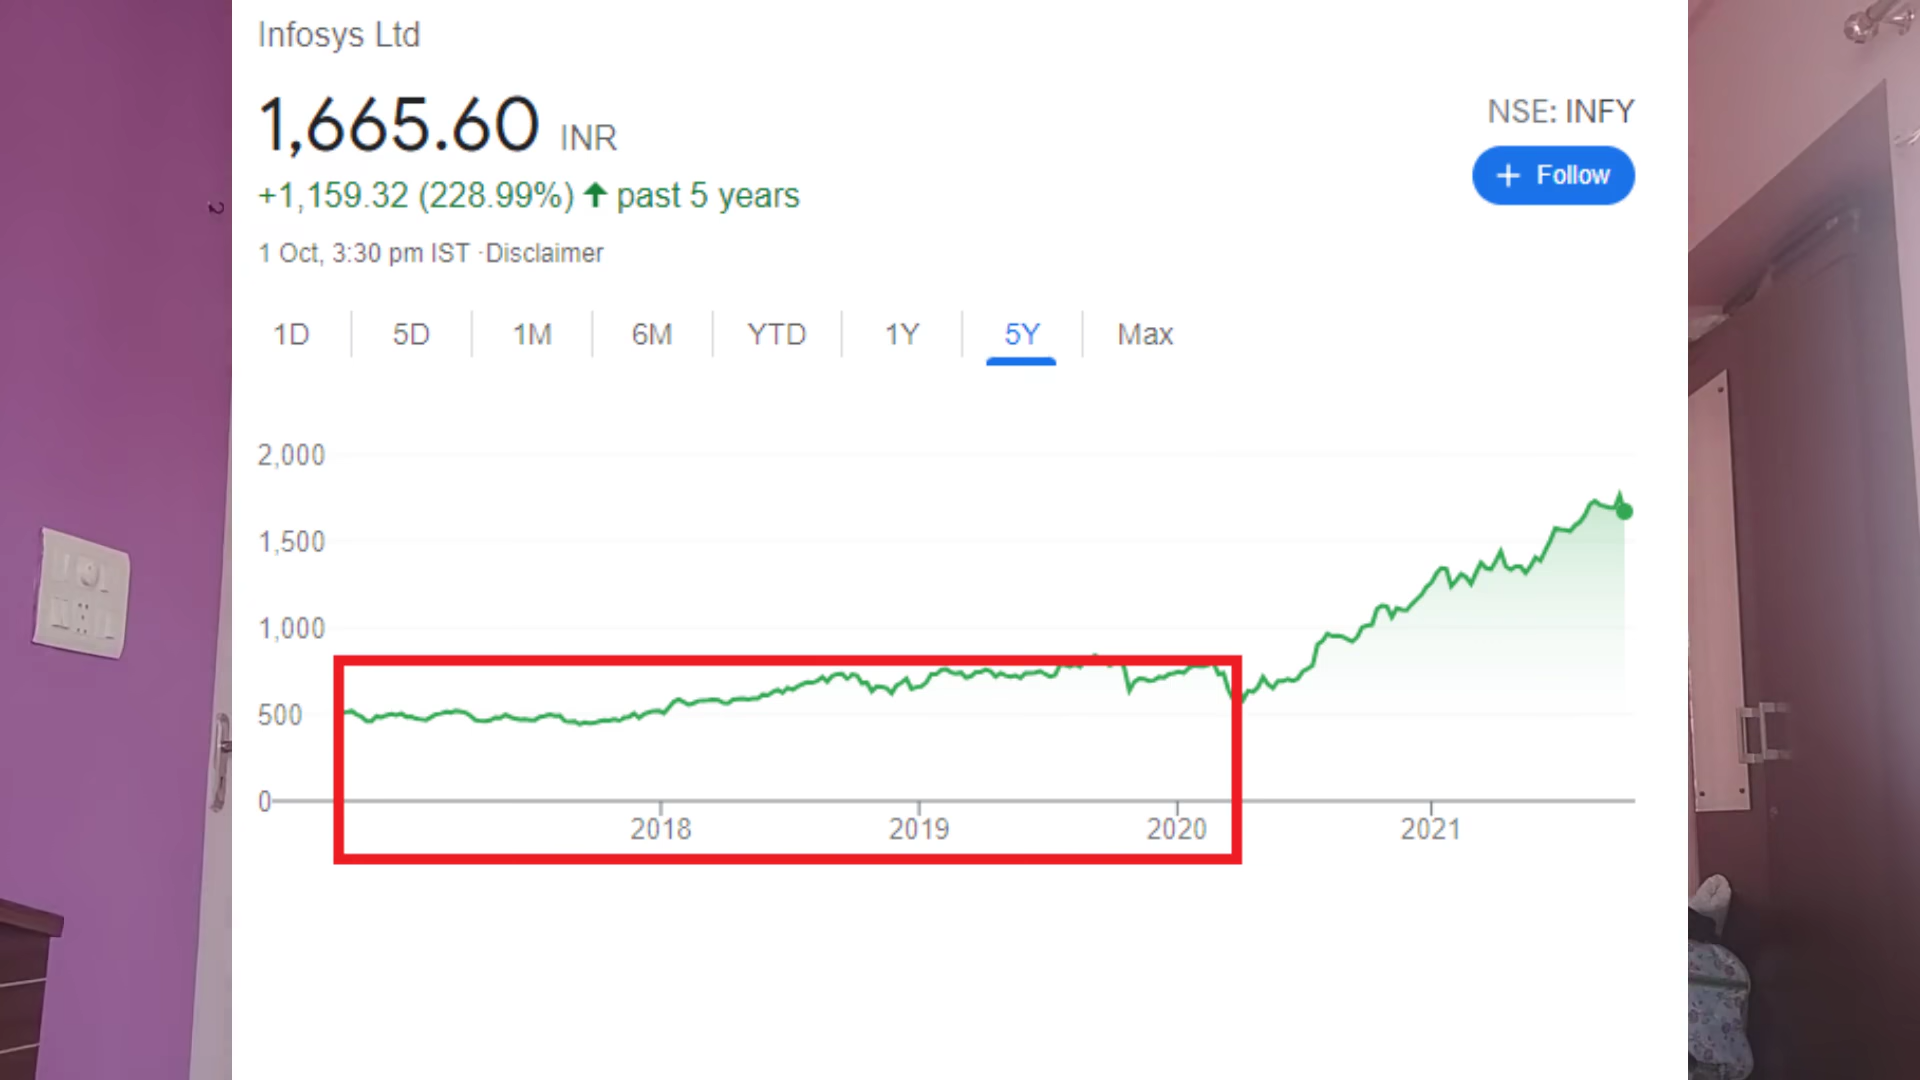 Infosys Ltd
1,665.60 INR
NSE: INFY
+ Follow
+1,159.32 (228.99%) ↑ past 5 years
1 Oct, 3:30 pm IST ·Disclaimer
1D 5D 1M 6M YTD 1Y 5Y Max
2,000
1,500
1,000
500
0
2018 2019 2020 2021